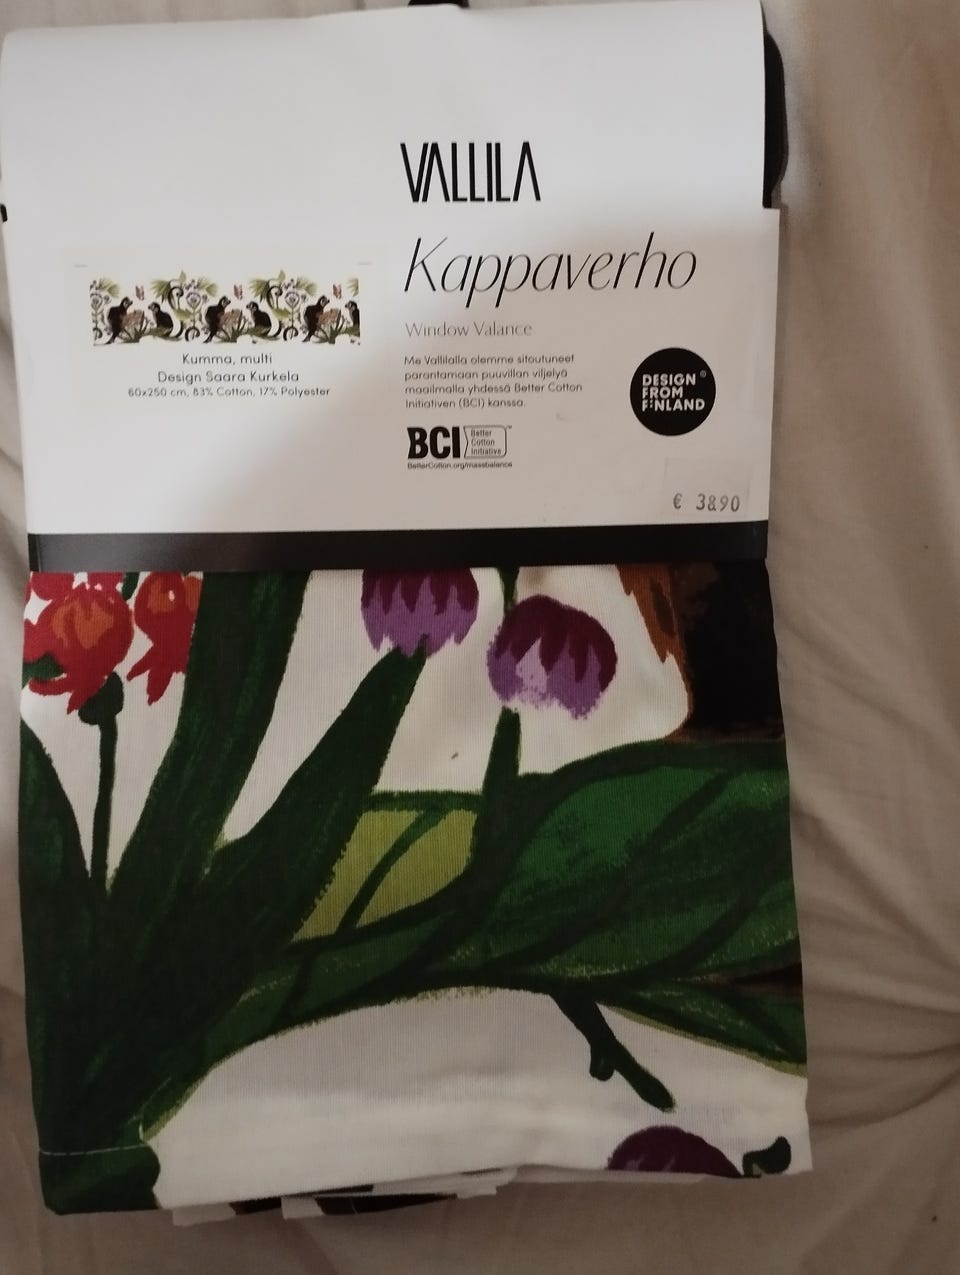 VALLILA
Kappaverho
Window Valance
Me Vallilalla olemme sitoutuneet
parantamaan puuvillan viljelyä
maailmalla yhdessä Better Cotton
Initiativen (BCI) kanssa.
BCI Better
Cotton
Initiative
BetterCotton.org/massbalance
Kumma, multi
Design Saara Kurkela
60x250 cm, 83% Cotton, 17% Polyester
DESIGN ®
FROM
FINLAND
€ 3890